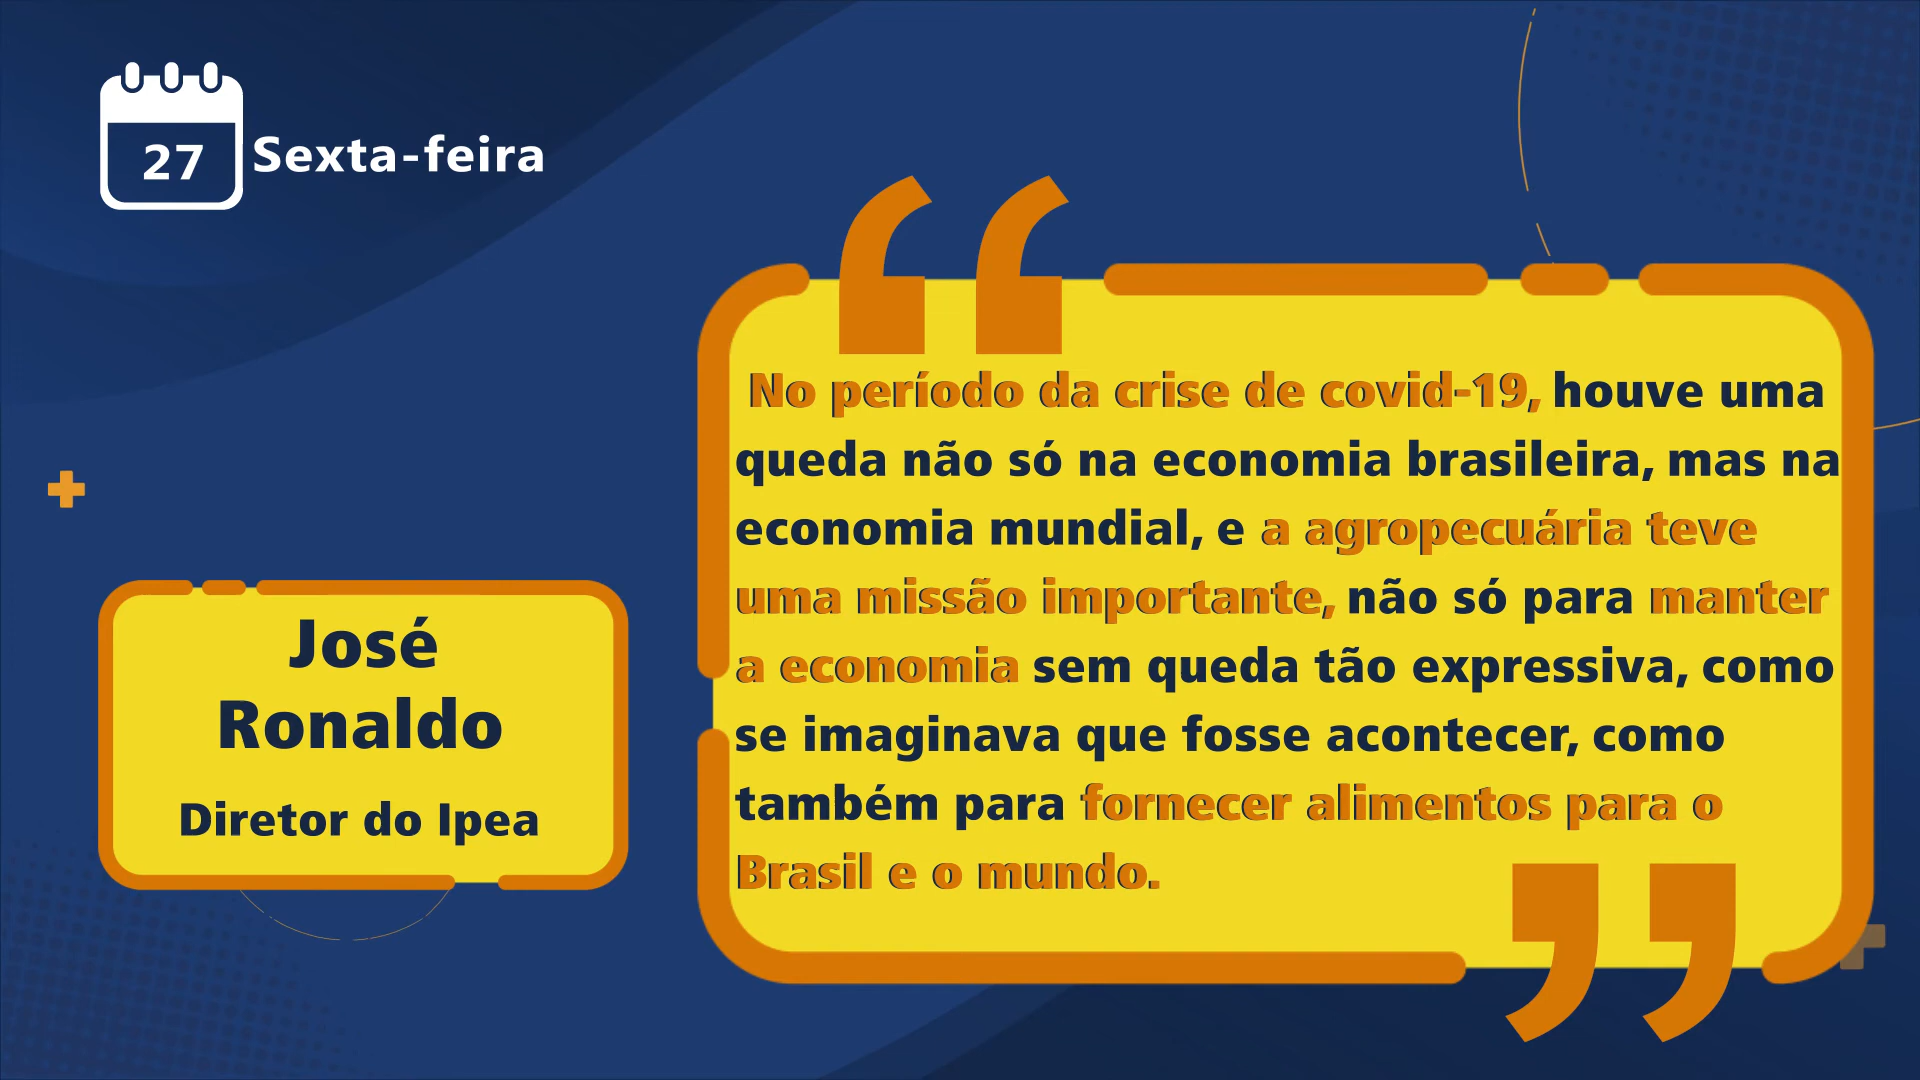 27
Sexta-feira
No período da crise de covid-19, houve uma
queda não só na economia brasileira, mas na
economia mundial, e a agropecuária teve
uma missão importante, não só para manter
a economia sem queda tão expressiva, como
se imaginava que fosse acontecer, como
também para fornecer alimentos para o
Brasil e o mundo.
José
Ronaldo
Diretor do Ipea